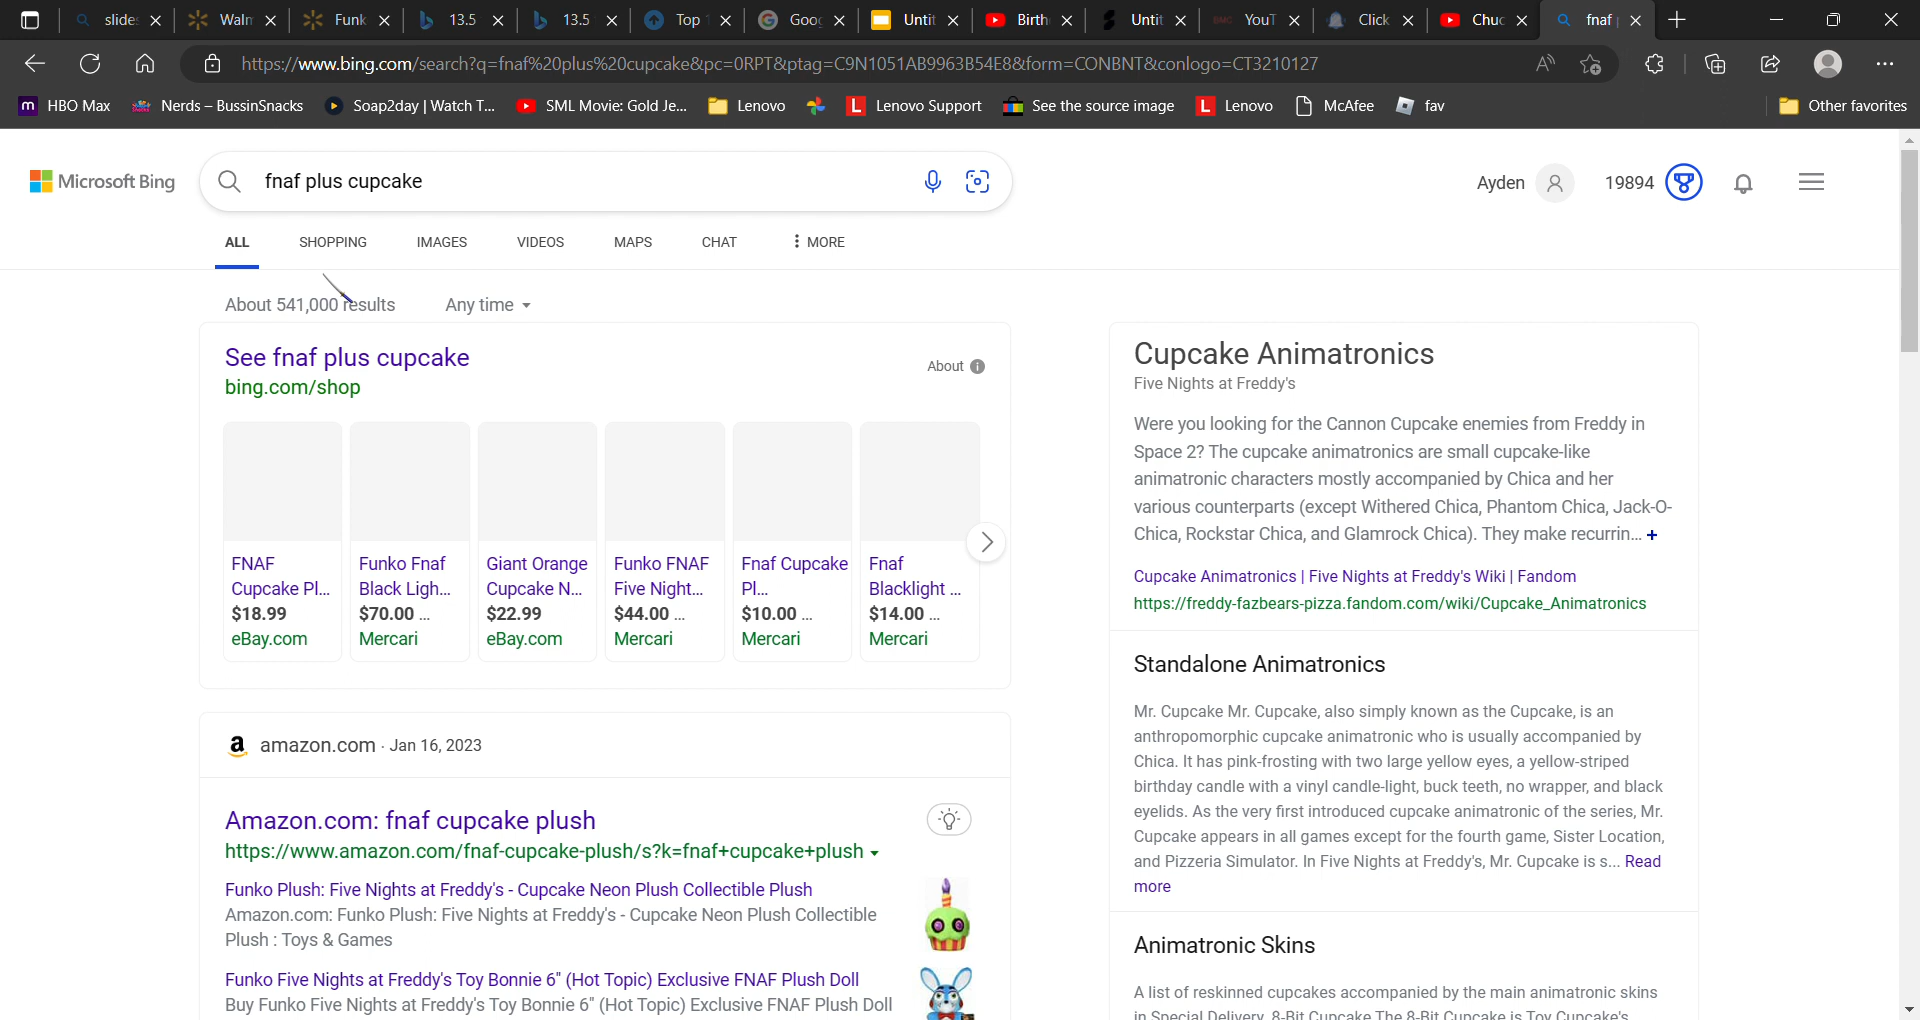 slide
Walm
Funk
13.5
13.5
Top
Goog
Untit
Birth
Untit
YouT
Click
Chuc
fnaf
https://www.bing.com/search?q=fnaf%20plus%20cupcake&pc=0RPT&ptag=C9N1051AB9963B54E8&form=CONBNT&conlogo=CT3210127
HBO Max
Nerds – BussinSnacks
Soap2day | Watch T...
SML Movie: Gold Je...
Lenovo
Lenovo Support
See the source image
Lenovo
McAfee
fav
Other favorites
Microsoft Bing
fnaf plus cupcake
Ayden
19894
ALL
SHOPPING
IMAGES
VIDEOS
MAPS
CHAT
MORE
About 541,000 results
Any time
See fnaf plus cupcake
bing.com/shop
About
FNAF
Cupcake Pl...
$18.99
eBay.com
Funko Fnaf
Black Ligh...
$70.00 ...
Mercari
Giant Orange
Cupcake N...
$22.99
eBay.com
Funko FNAF
Five Night...
$44.00 ...
Mercari
Fnaf Cupcake
Pl...
$10.00 ...
Mercari
Fnaf
Blacklight ...
$14.00 ...
Mercari
amazon.com · Jan 16, 2023
Amazon.com: fnaf cupcake plush
https://www.amazon.com/fnaf-cupcake-plush/s?k=fnaf+cupcake+plush
Funko Plush: Five Nights at Freddy's - Cupcake Neon Plush Collectible Plush
Amazon.com: Funko Plush: Five Nights at Freddy's - Cupcake Neon Plush Collectible
Plush : Toys & Games
Funko Five Nights at Freddy's Toy Bonnie 6" (Hot Topic) Exclusive FNAF Plush Doll
Buy Funko Five Nights at Freddy's Toy Bonnie 6" (Hot Topic) Exclusive FNAF Plush Doll
Cupcake Animatronics
Five Nights at Freddy's
Were you looking for the Cannon Cupcake enemies from Freddy in
Space 2? The cupcake animatronics are small cupcake-like
animatronic characters mostly accompanied by Chica and her
various counterparts (except Withered Chica, Phantom Chica, Jack-O-
Chica, Rockstar Chica, and Glamrock Chica). They make recurrin... +
Cupcake Animatronics | Five Nights at Freddy's Wiki | Fandom
https://freddy-fazbears-pizza.fandom.com/wiki/Cupcake_Animatronics
Standalone Animatronics
Mr. Cupcake Mr. Cupcake, also simply known as the Cupcake, is an
anthropomorphic cupcake animatronic who is usually accompanied by
Chica. It has pink-frosting with two large yellow eyes, a yellow-striped
birthday candle with a vinyl candle-light, buck teeth, no wrapper, and black
eyelids. As the very first introduced cupcake animatronic of the series, Mr.
Cupcake appears in all games except for the fourth game, Sister Location,
and Pizzeria Simulator. In Five Nights at Freddy's, Mr. Cupcake is s... Read
more
Animatronic Skins
A list of reskinned cupcakes accompanied by the main animatronic skins
in Special Delivery. 8-Bit Cupcake The 8-Bit Cupcake is Toy Cupcake's